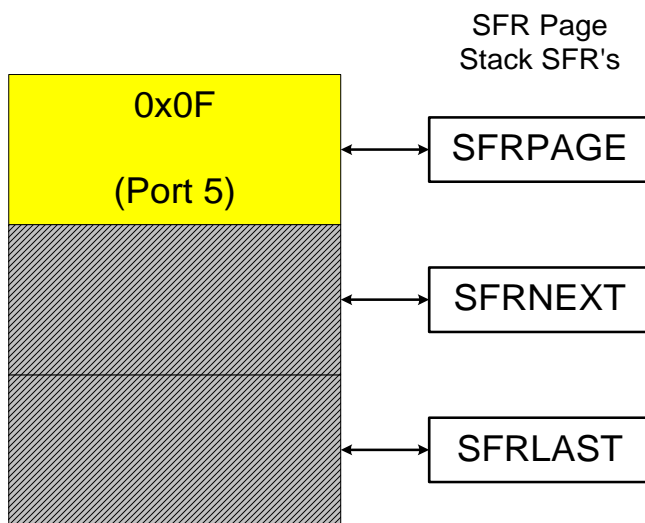 SFR Page
Stack SFR's
0x0F
(Port 5)
SFRPAGE
SFRNEXT
SFRLAST